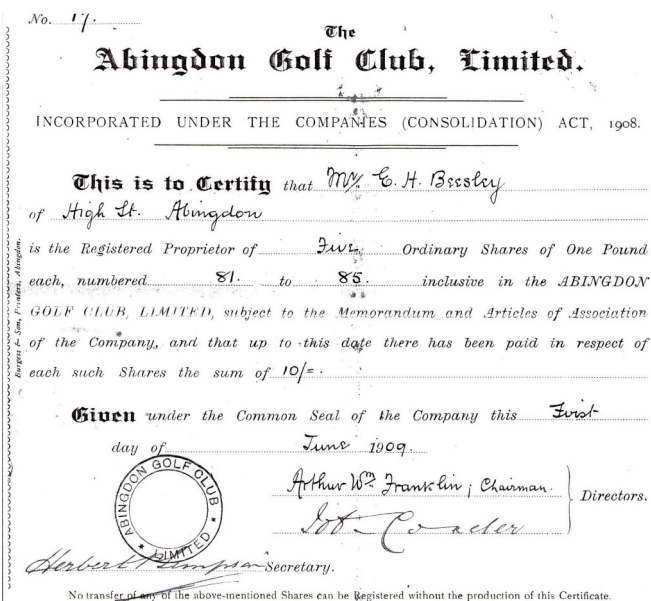 No. 17.
The
Abingdon Golf Club, Limited.
INCORPORATED UNDER THE COMPANIES (CONSOLIDATION) ACT, 1908.
This is to Certify that Mr. E. H. Beesley
of High St. Abingdon
is the Registered Proprietor of Five Ordinary Shares of One Pound
each, numbered 81. to 85. inclusive in the ABINGDON
GOLF CLUB, LIMITED, subject to the Memorandum and Articles of Association
of the Company, and that up to this date there has been paid in respect of
each such Shares the sum of 10/=.
Given under the Common Seal of the Company this First
day of June 1909.
Arthur Wm. Franklin, Chairman.
Directors.
ABINGDON GOLF CLUB
* LIMITED *
Herbert Secretary.
No transfer of any of the above-mentioned Shares can be Registered without the production of this Certificate.
Burgess & Son, Printers, Abingdon.